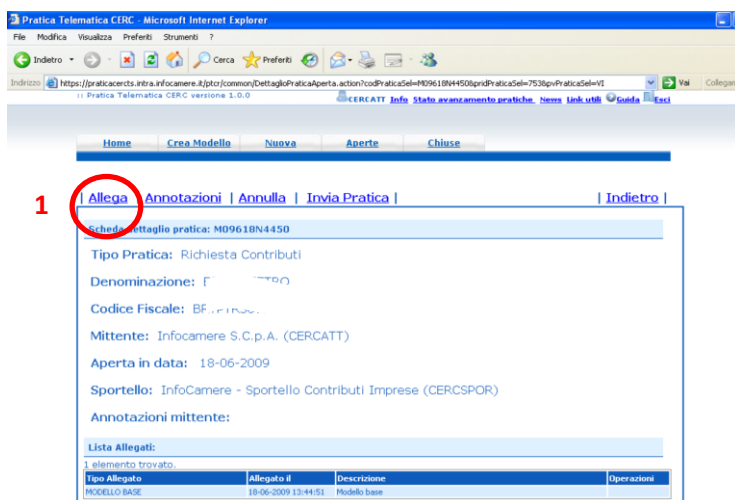 Pratica Telematica CERC - Microsoft Internet Explorer
File Modifica Visualizza Preferiti Strumenti ?
Indietro Cerca Preferiti
Indirizzo https://praticacercts.intra.infocamere.it/ptcr/common/DettaglioPraticaAperta.action?codPraticaSel=M09618N4450&pridPraticaSel=753&pvPraticaSel=VI Vai
:: Pratica Telematica CERC versione 1.0.0 CERCATT Info Stato avanzamento pratiche News Link utili Guida Esci
Home Crea Modello Nuova Aperte Chiuse
1 | Allega Annotazioni | Annulla | Invia Pratica | | Indietro |
Scheda dettaglio pratica: M09618N4450
Tipo Pratica: Richiesta Contributi
Denominazione:
Codice Fiscale:
Mittente: Infocamere S.C.p.A. (CERCATT)
Aperta in data: 18-06-2009
Sportello: InfoCamere - Sportello Contributi Imprese (CERCSPOR)
Annotazioni mittente:
Lista Allegati:
1 elemento trovato.
Tipo Allegato Allegato il Descrizione Operazioni
MODELLO BASE 18-06-2009 13:44:51 Modello base